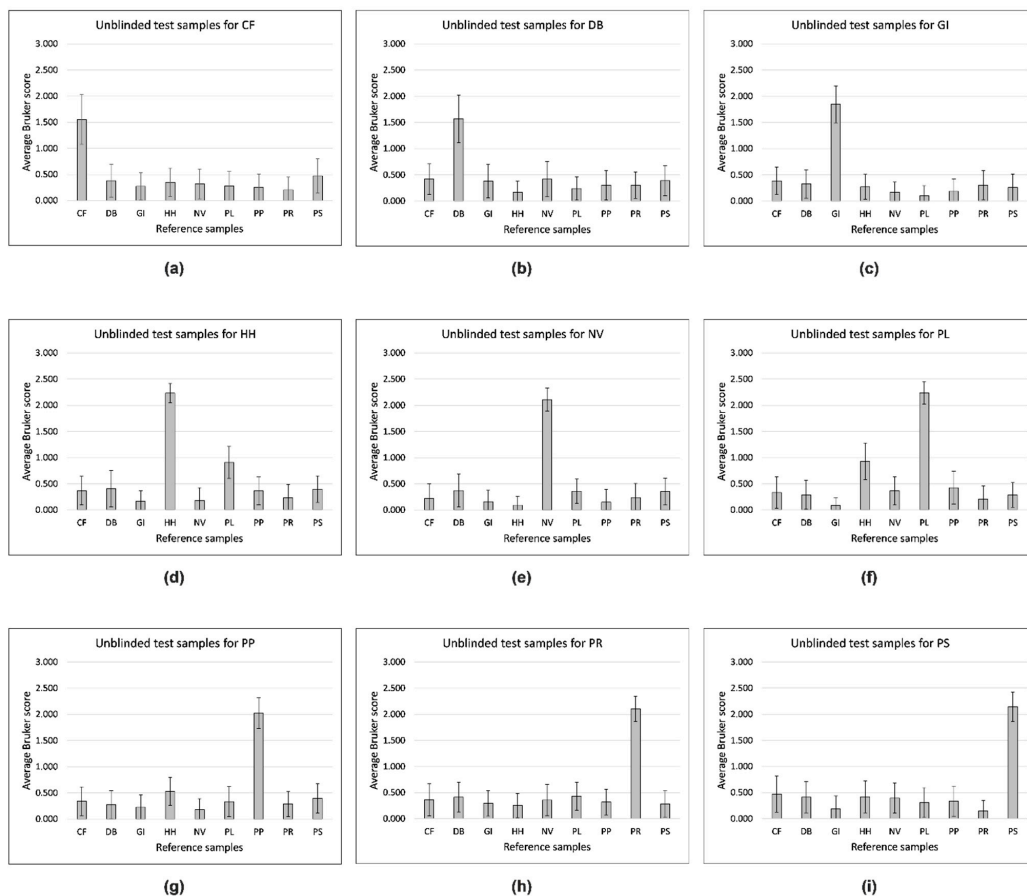 Unblinded test samples for CF
Average Bruker score
3.000
2.500
2.000
1.500
1.000
0.500
0.000
CF DB GI HH NV PL PP PR PS
Reference samples
(a)
Unblinded test samples for DB
Average Bruker score
3.000
2.500
2.000
1.500
1.000
0.500
0.000
CF DB GI HH NV PL PP PR PS
Reference samples
(b)
Unblinded test samples for GI
Average Bruker score
3.000
2.500
2.000
1.500
1.000
0.500
0.000
CF DB GI HH NV PL PP PR PS
Reference samples
(c)
Unblinded test samples for HH
Average Bruker score
3.000
2.500
2.000
1.500
1.000
0.500
0.000
CF DB GI HH NV PL PP PR PS
Reference samples
(d)
Unblinded test samples for NV
Average Bruker score
3.000
2.500
2.000
1.500
1.000
0.500
0.000
CF DB GI HH NV PL PP PR PS
Reference samples
(e)
Unblinded test samples for PL
Average Bruker score
3.000
2.500
2.000
1.500
1.000
0.500
0.000
CF DB GI HH NV PL PP PR PS
Reference samples
(f)
Unblinded test samples for PP
Average Bruker score
3.000
2.500
2.000
1.500
1.000
0.500
0.000
CF DB GI HH NV PL PP PR PS
Reference samples
(g)
Unblinded test samples for PR
Average Bruker score
3.000
2.500
2.000
1.500
1.000
0.500
0.000
CF DB GI HH NV PL PP PR PS
Reference samples
(h)
Unblinded test samples for PS
Average Bruker score
3.000
2.500
2.000
1.500
1.000
0.500
0.000
CF DB GI HH NV PL PP PR PS
Reference samples
(i)